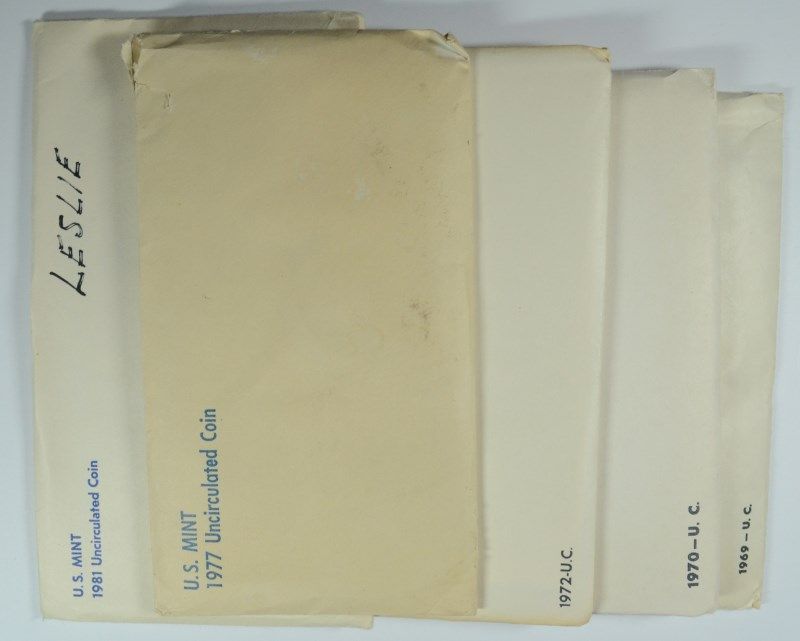 LESLIE
U.S. MINT
1981 Uncirculated Coin
U.S. MINT
1977 Uncirculated Coin
1972-U.C.
1970-U. C.
1969 - U. C.